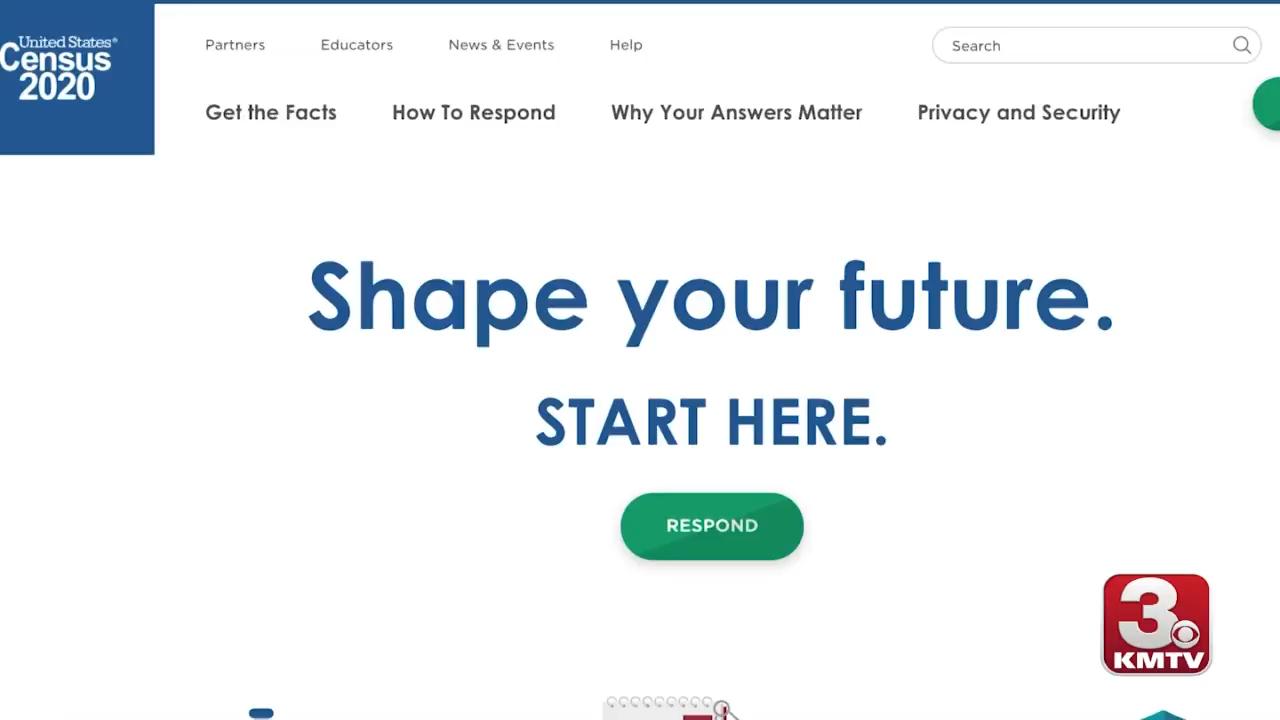 United States®
Census
2020
Partners Educators News & Events Help
Search
Get the Facts How To Respond Why Your Answers Matter Privacy and Security
Shape your future.
START HERE.
RESPOND
3
KMTV